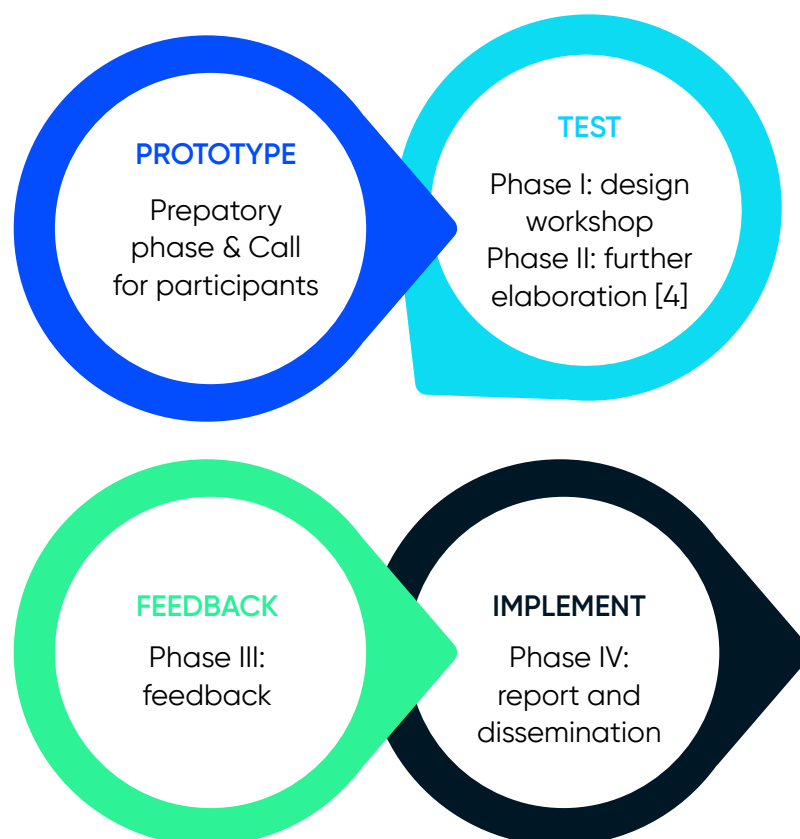 PROTOTYPE
Prepatory
phase & Call
for participants
TEST
Phase I: design
workshop
Phase II: further
elaboration [4]
FEEDBACK
Phase III:
feedback
IMPLEMENT
Phase IV:
report and
dissemination